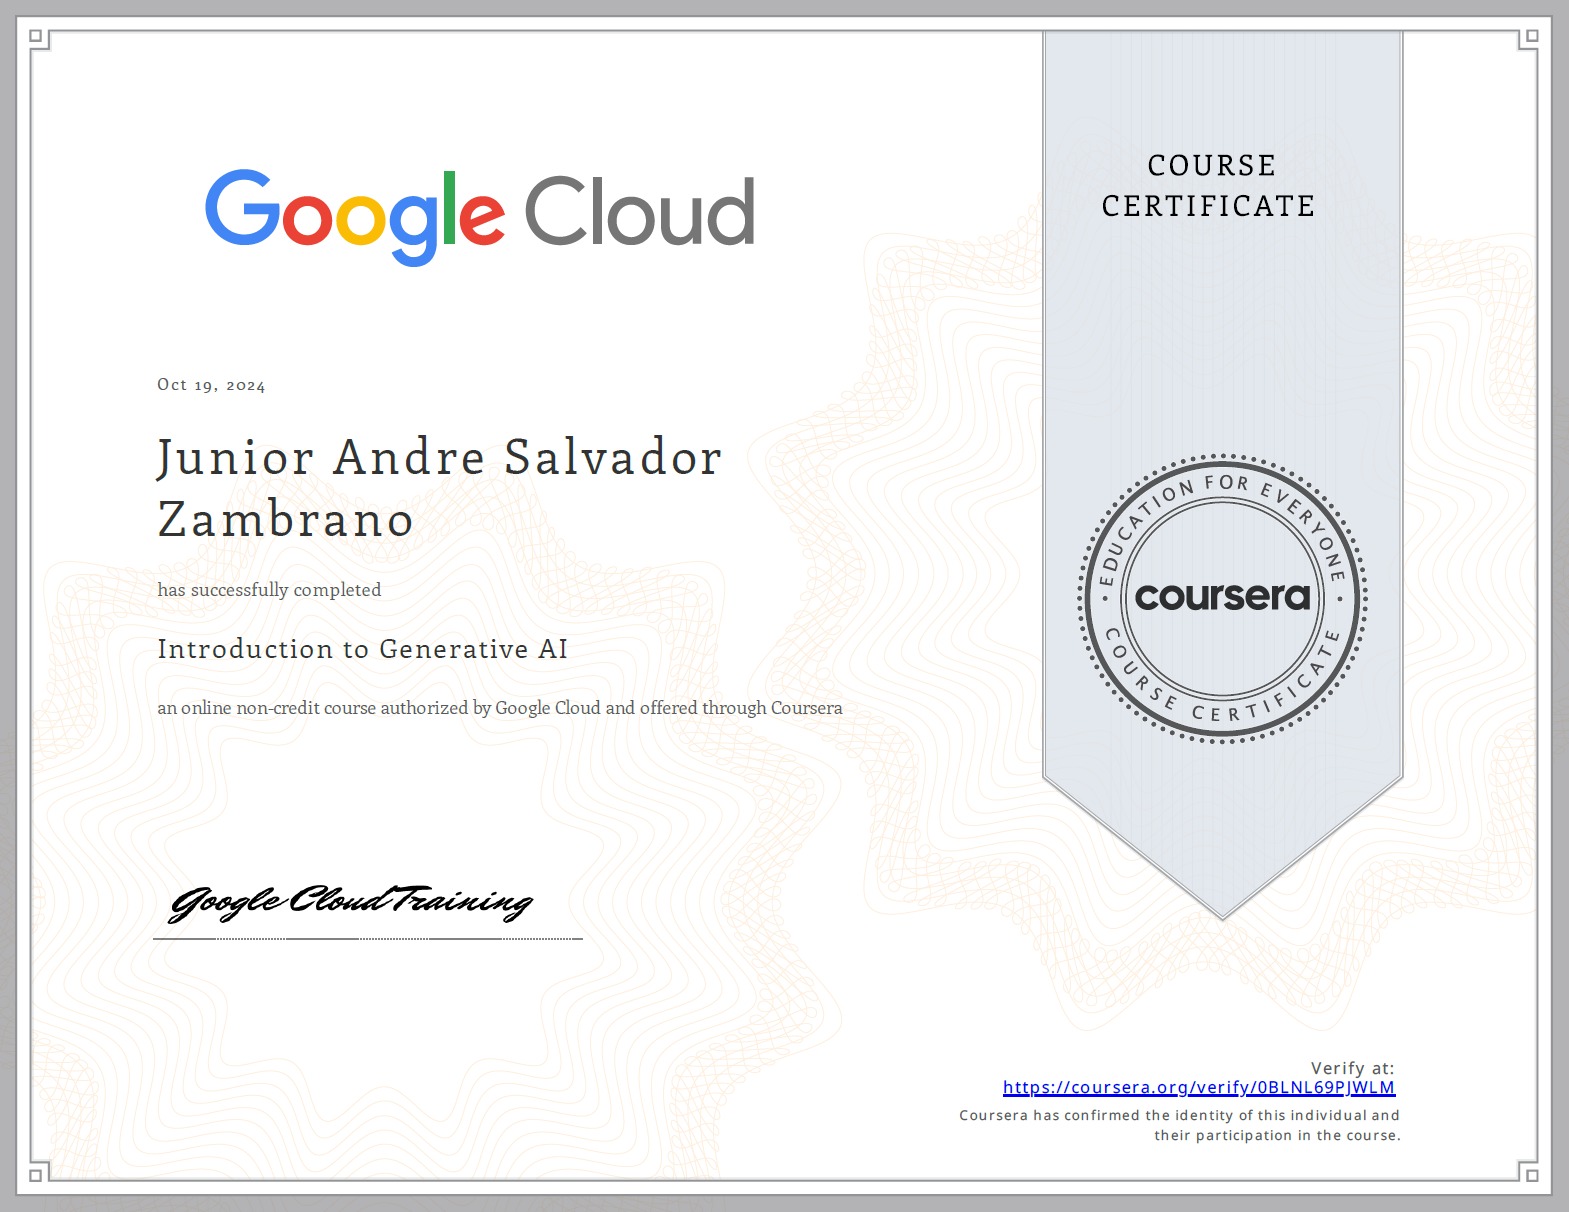 Google Cloud
COURSE
CERTIFICATE
Oct 19, 2024
Junior Andre Salvador
Zambrano
has successfully completed
Introduction to Generative AI
an online non-credit course authorized by Google Cloud and offered through Coursera
EDUCATION FOR EVERYONE
coursera
COURSE CERTIFICATE
Google Cloud Training
Verify at:
https://coursera.org/verify/0BLNL69PJWLM
Coursera has confirmed the identity of this individual and
their participation in the course.